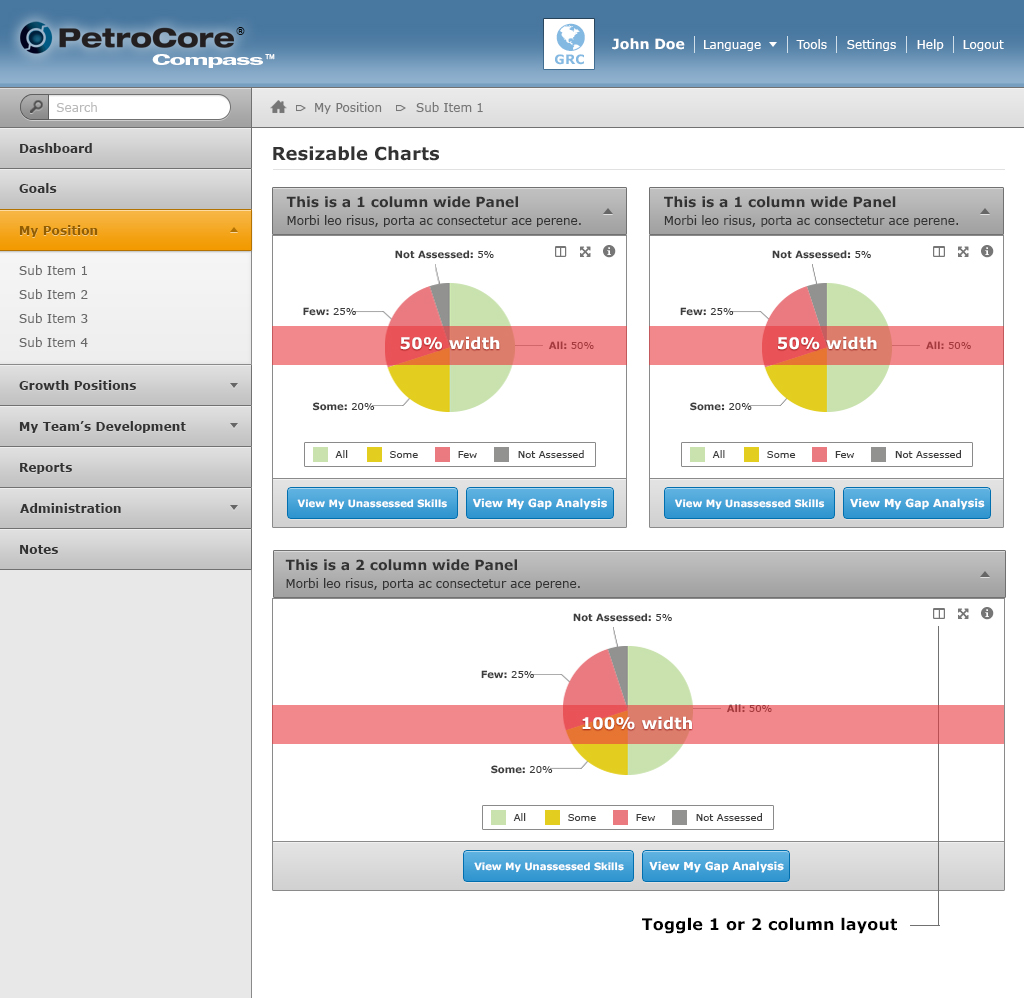 PetroCore®
Compass™
GRC
John Doe
Language
Tools
Settings
Help
Logout
Search
My Position
Sub Item 1
Dashboard
Goals
My Position
Sub Item 1
Sub Item 2
Sub Item 3
Sub Item 4
Growth Positions
My Team’s Development
Reports
Administration
Notes
Resizable Charts
This is a 1 column wide Panel
Morbi leo risus, porta ac consectetur ace perene.
Not Assessed: 5%
Few: 25%
50% width
All: 50%
Some: 20%
All
Some
Few
Not Assessed
View My Unassessed Skills
View My Gap Analysis
This is a 1 column wide Panel
Morbi leo risus, porta ac consectetur ace perene.
Not Assessed: 5%
Few: 25%
50% width
All: 50%
Some: 20%
All
Some
Few
Not Assessed
View My Unassessed Skills
View My Gap Analysis
This is a 2 column wide Panel
Morbi leo risus, porta ac consectetur ace perene.
Not Assessed: 5%
Few: 25%
All: 50%
100% width
Some: 20%
All
Some
Few
Not Assessed
View My Unassessed Skills
View My Gap Analysis
Toggle 1 or 2 column layout